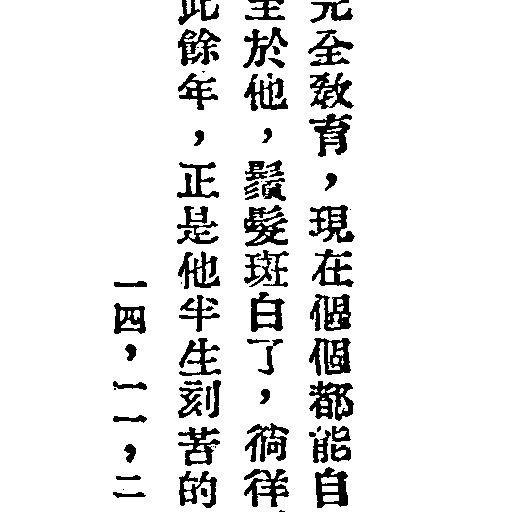 完全教育，現在個個都能自
至於他，鬚髮斑白了，徜徉
此餘年，正是他半生刻苦的
一四，一一，二